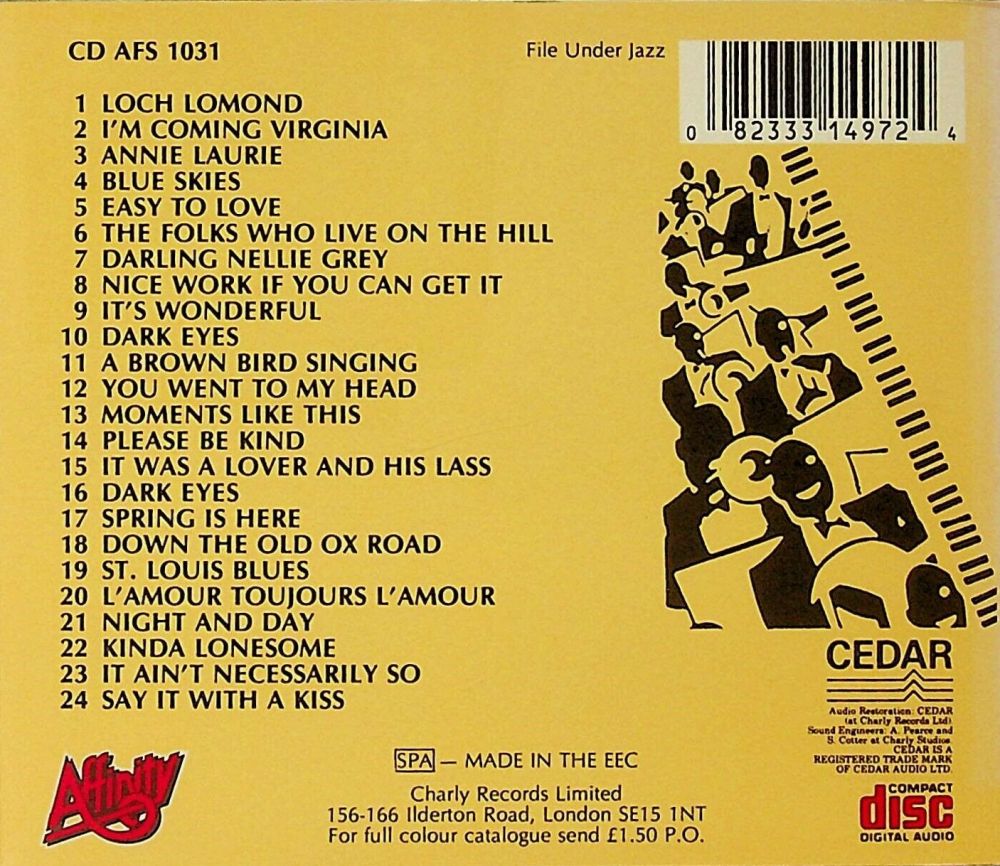 CD AFS 1031
File Under Jazz
0 82333 14972 4
1 LOCH LOMOND
2 I'M COMING VIRGINIA
3 ANNIE LAURIE
4 BLUE SKIES
5 EASY TO LOVE
6 THE FOLKS WHO LIVE ON THE HILL
7 DARLING NELLIE GREY
8 NICE WORK IF YOU CAN GET IT
9 IT'S WONDERFUL
10 DARK EYES
11 A BROWN BIRD SINGING
12 YOU WENT TO MY HEAD
13 MOMENTS LIKE THIS
14 PLEASE BE KIND
15 IT WAS A LOVER AND HIS LASS
16 DARK EYES
17 SPRING IS HERE
18 DOWN THE OLD OX ROAD
19 ST. LOUIS BLUES
20 L'AMOUR TOUJOURS L'AMOUR
21 NIGHT AND DAY
22 KINDA LONESOME
23 IT AIN'T NECESSARILY SO
24 SAY IT WITH A KISS
CEDAR
Audio Restoration: CEDAR
(at Charly Records Ltd)
Sound Engineers: A. Pearce and
S. Cotter at Charly Studios.
CEDAR IS A
REGISTERED TRADE MARK
OF CEDAR AUDIO LTD.
Affinity
SPA — MADE IN THE EEC
Charly Records Limited
156-166 Ilderton Road, London SE15 1NT
For full colour catalogue send £1.50 P.O.
COMPACT
disc
DIGITAL AUDIO